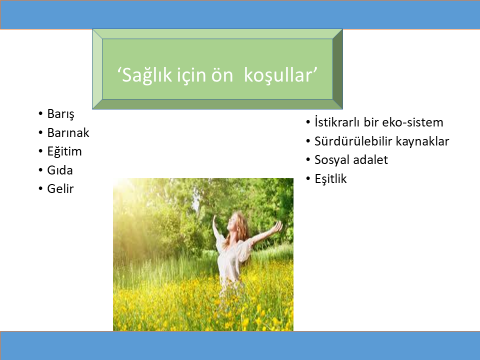 ‘Sağlık için ön koşullar’
• Barış
• Barınak
• Eğitim
• Gıda
• Gelir
• İstikrarlı bir eko-sistem
• Sürdürülebilir kaynaklar
• Sosyal adalet
• Eşitlik